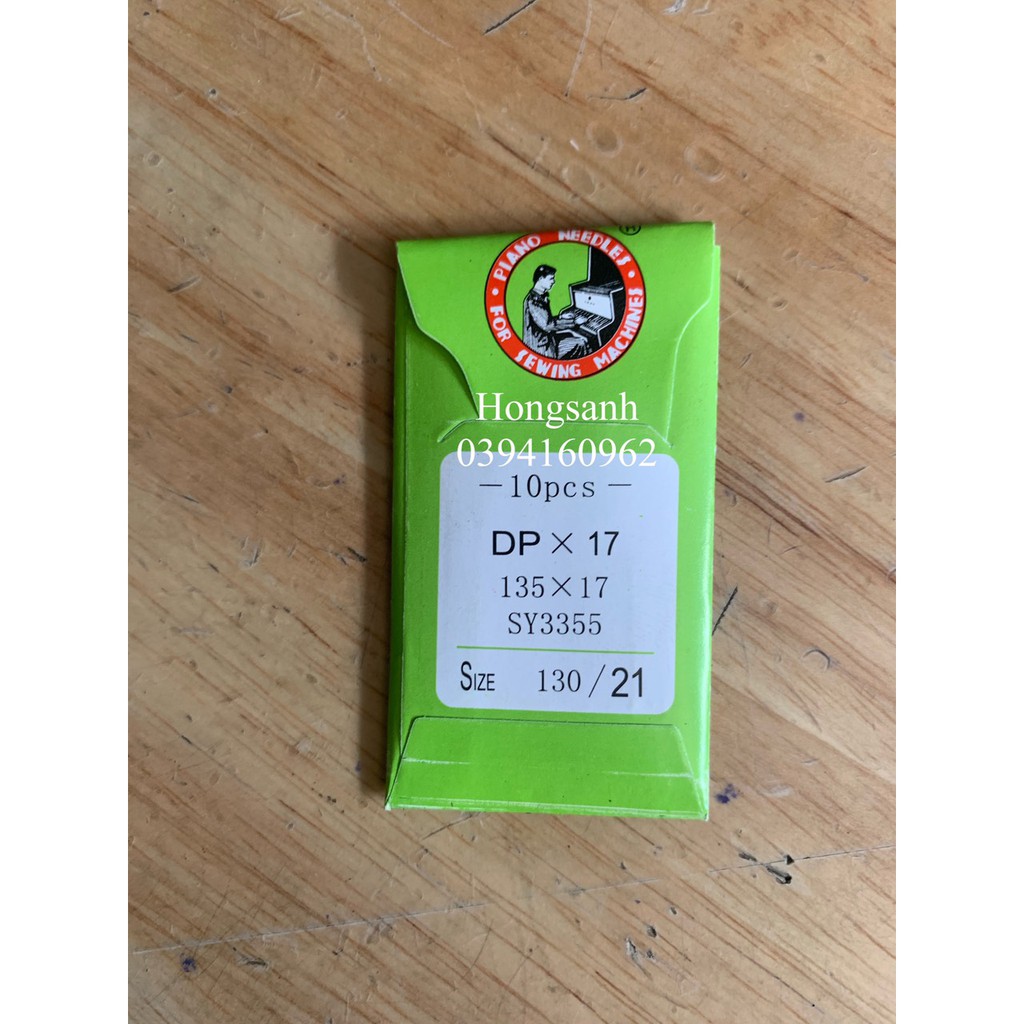 PIANO NEEDLES
FOR SEWING MACHINES
®
Hongsanh
0394160962
—10pcs—
DP × 17
135×17
SY3355
SIZE 130/21